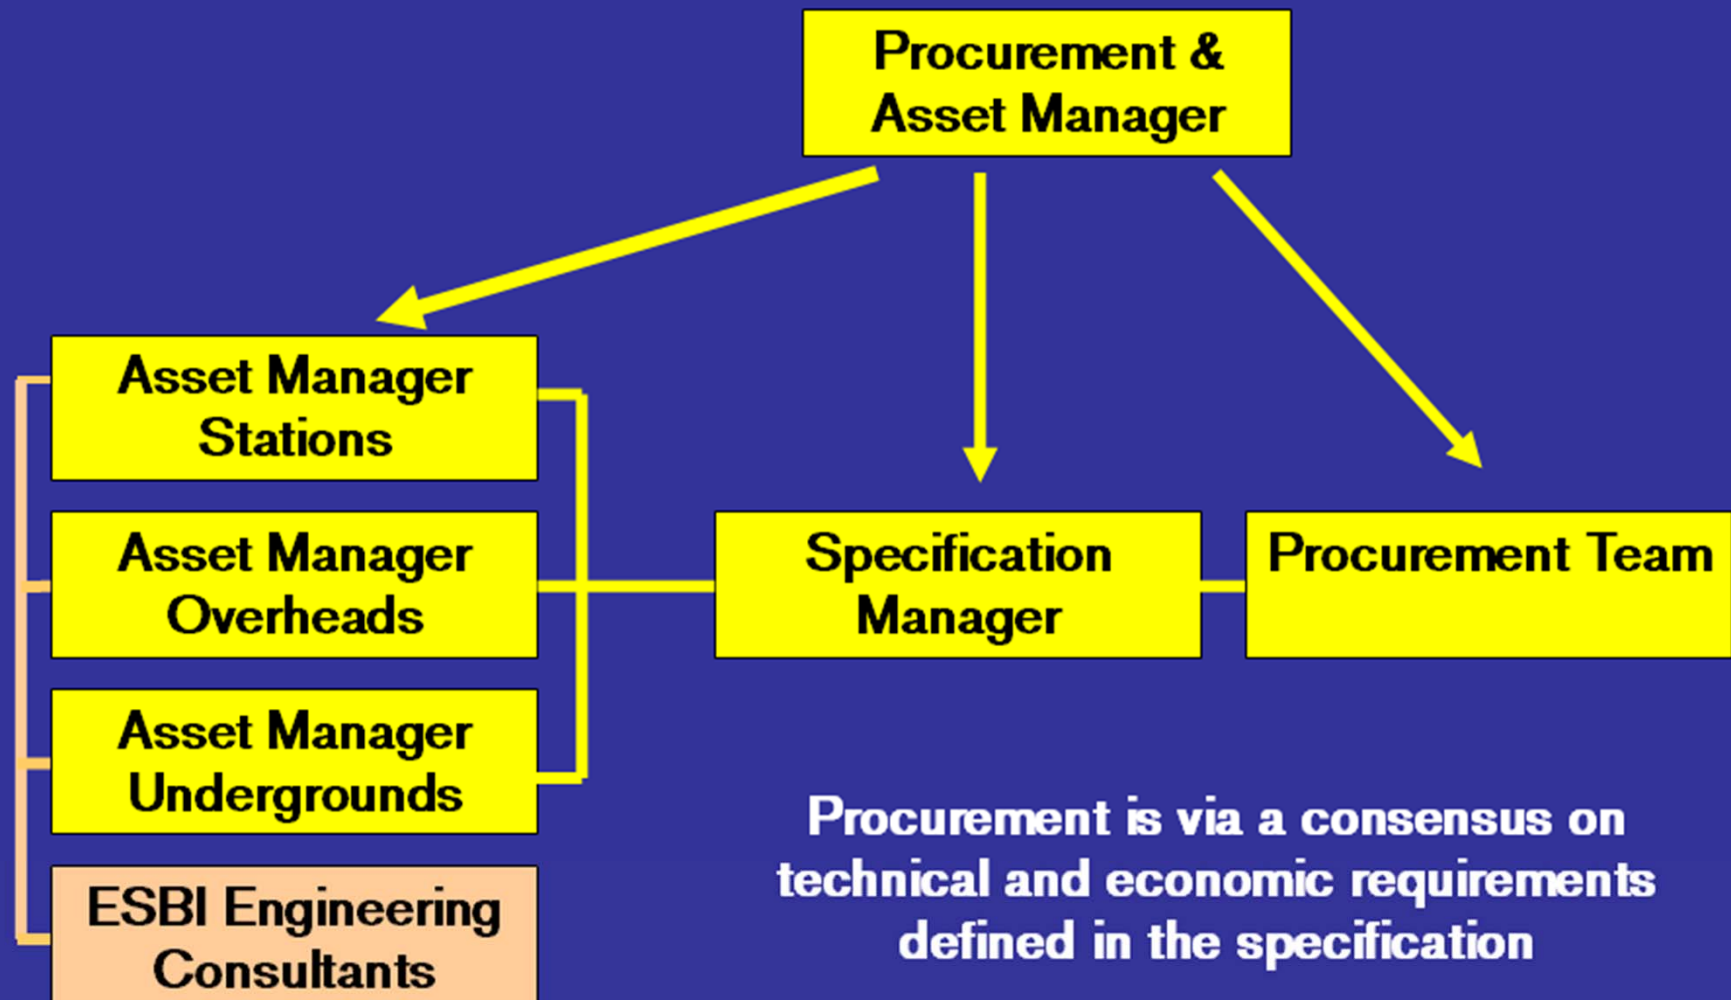 Procurement &
Asset Manager
Asset Manager
Stations
Asset Manager
Overheads
Specification
Manager
Procurement Team
Asset Manager
Undergrounds
ESBI Engineering
Consultants
Procurement is via a consensus on
technical and economic requirements
defined in the specification